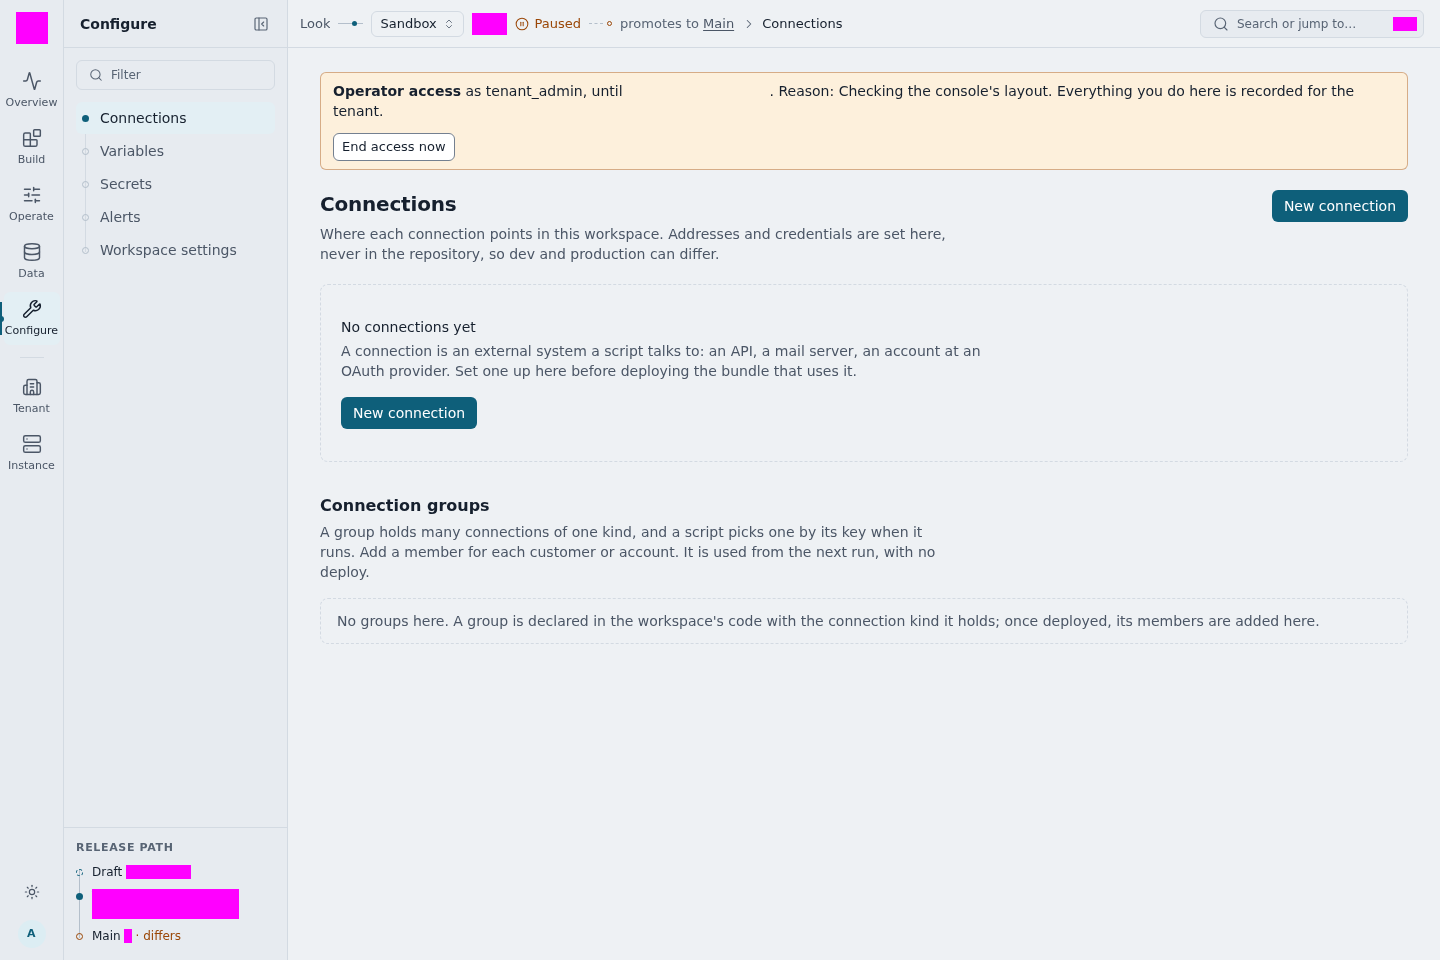 Configure
Look
Sandbox
Paused
promotes to Main
Connections
Search or jump to...
Overview
Build
Operate
Data
Configure
Tenant
Instance
A
Filter
Connections
Variables
Secrets
Alerts
Workspace settings
RELEASE PATH
Draft
Main · differs
Operator access as tenant_admin, until . Reason: Checking the console's layout. Everything you do here is recorded for the
tenant.
End access now
Connections
New connection
Where each connection points in this workspace. Addresses and credentials are set here,
never in the repository, so dev and production can differ.
No connections yet
A connection is an external system a script talks to: an API, a mail server, an account at an
OAuth provider. Set one up here before deploying the bundle that uses it.
New connection
Connection groups
A group holds many connections of one kind, and a script picks one by its key when it
runs. Add a member for each customer or account. It is used from the next run, with no
deploy.
No groups here. A group is declared in the workspace's code with the connection kind it holds; once deployed, its members are added here.